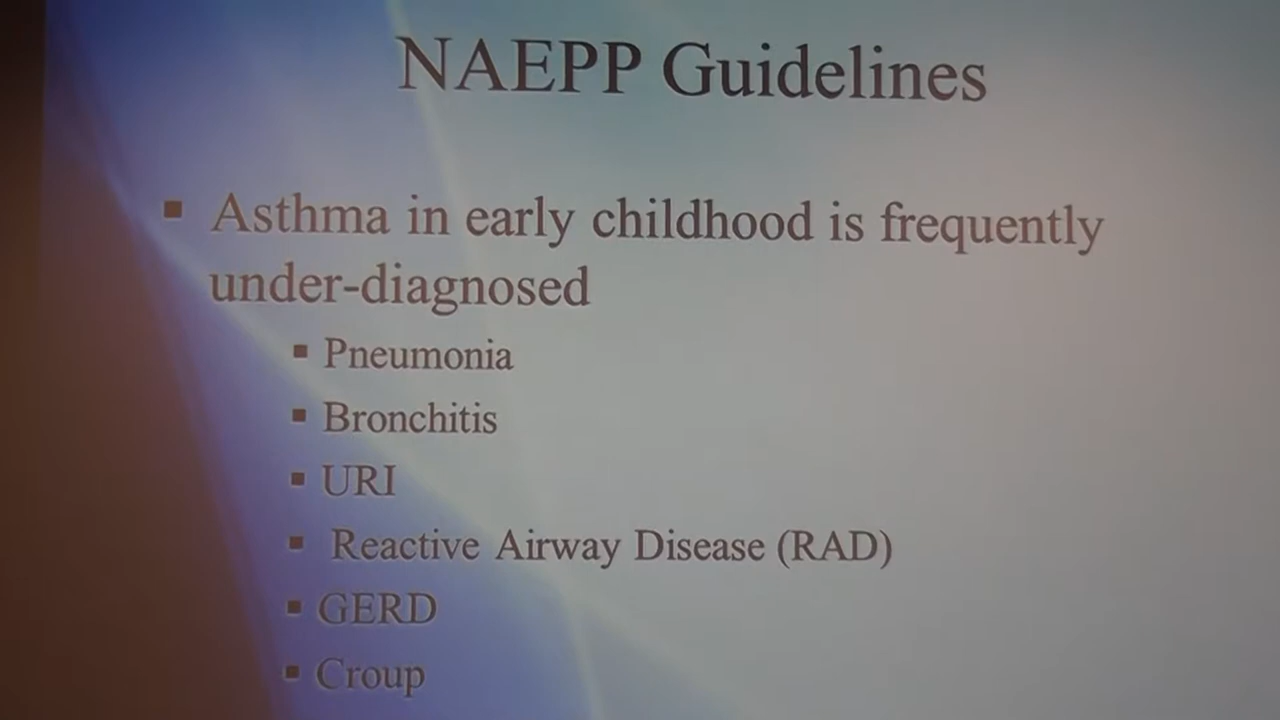 NAEPP Guidelines
▪ Asthma in early childhood is frequently
under-diagnosed
▪ Pneumonia
▪ Bronchitis
▪ URI
▪ Reactive Airway Disease (RAD)
▪ GERD
▪ Croup